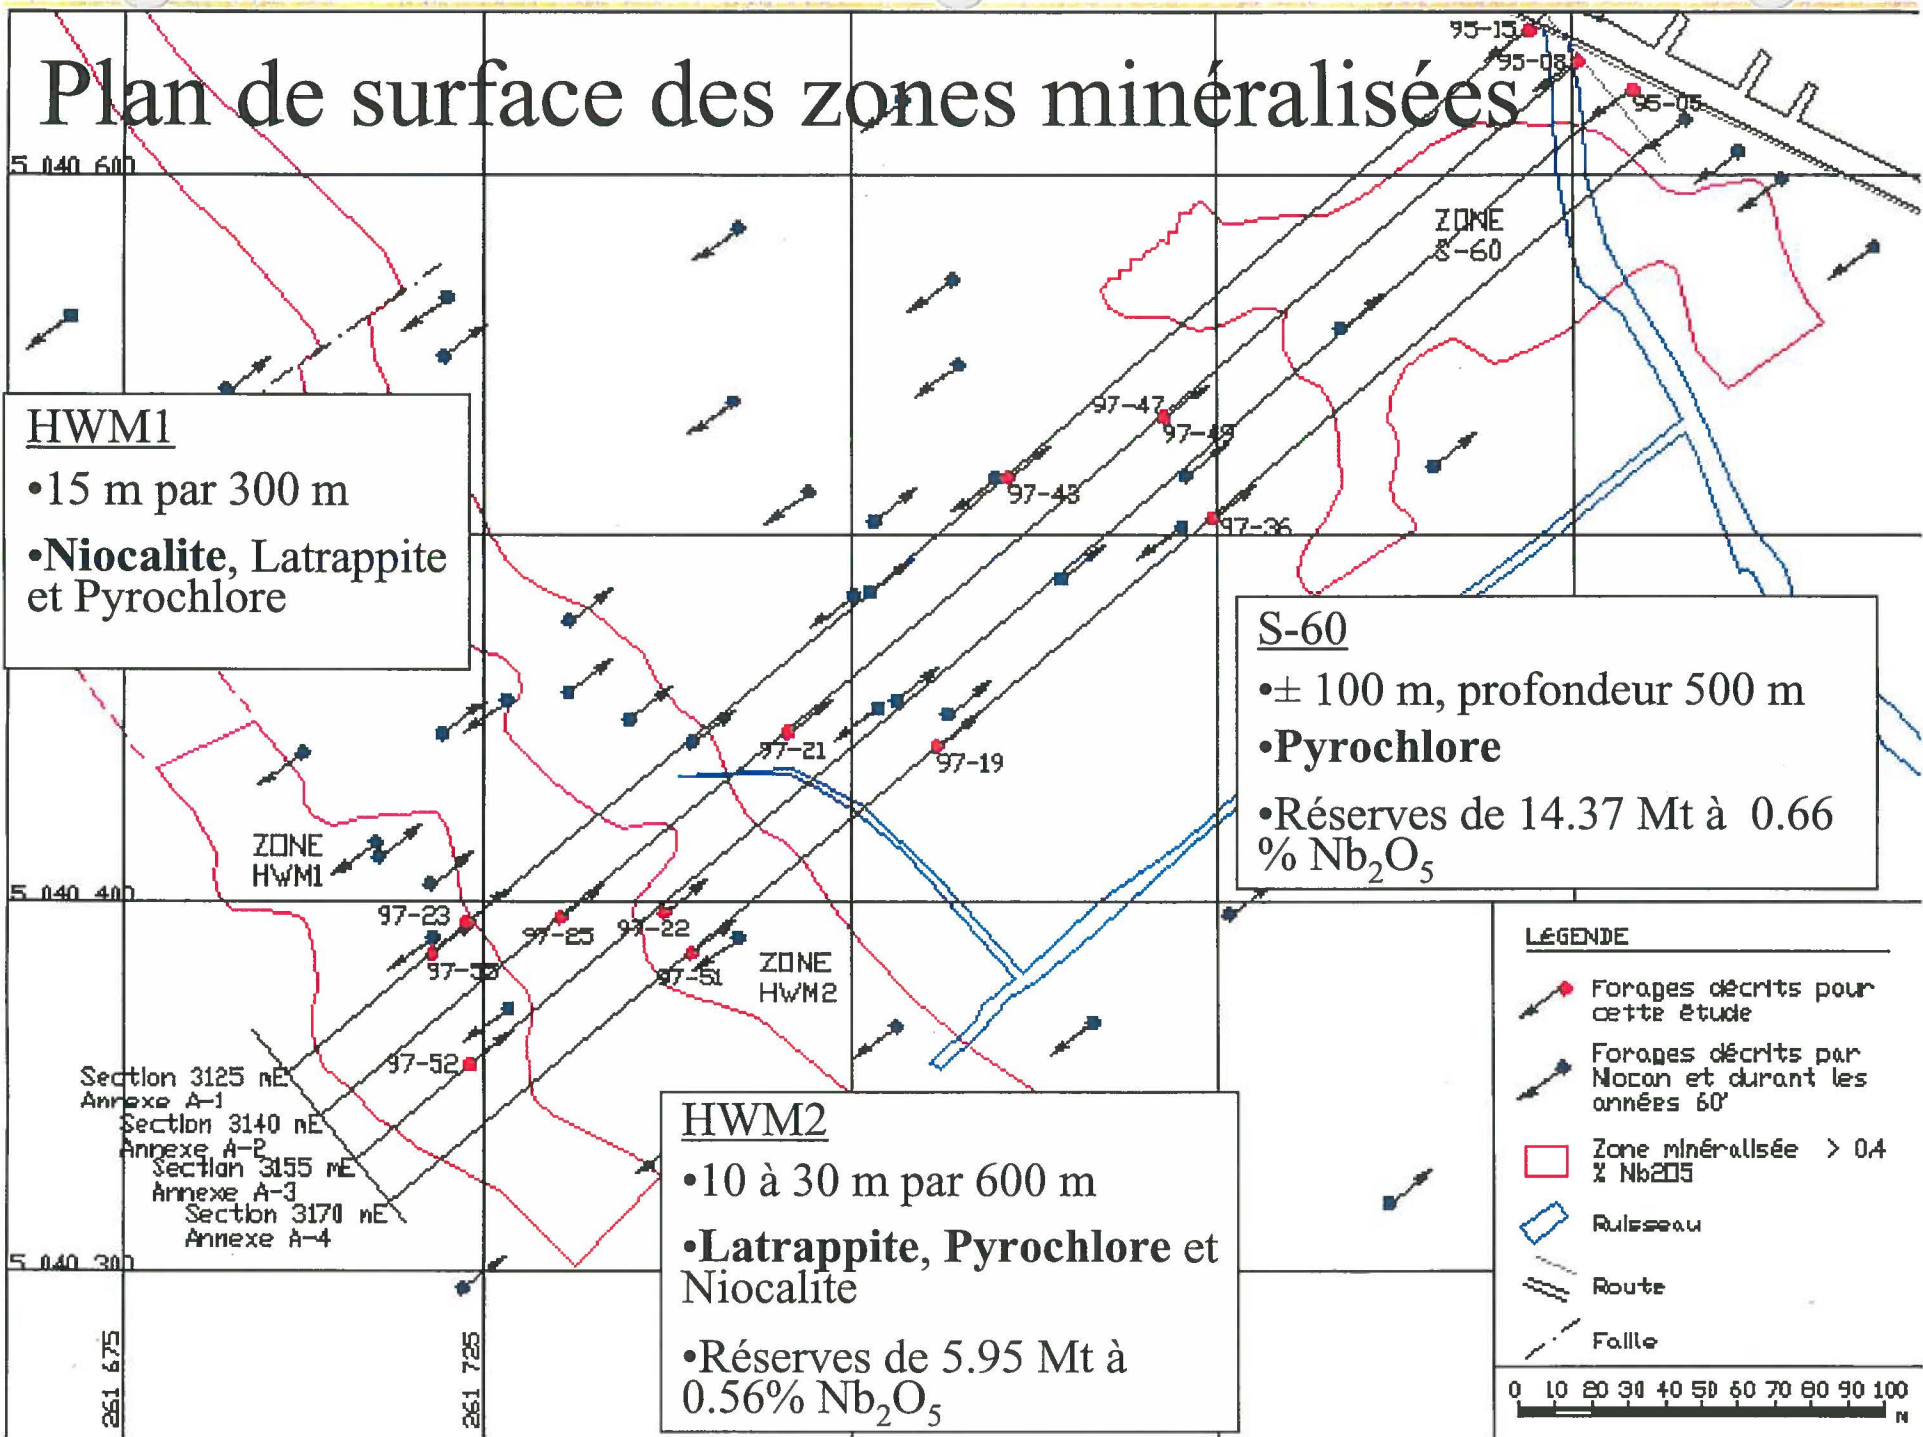 Plan de surface des zones minéralisées
95-15
95-08
95-05
5 040 600
ZONE
S-60
HWM1
•15 m par 300 m
•Niocalite, Latrappite
et Pyrochlore
97-47
97-49
97-43
97-36
S-60
•± 100 m, profondeur 500 m
•Pyrochlore
•Réserves de 14.37 Mt à 0.66
% Nb₂O₅
97-21
97-19
ZONE
HWM1
5 040 400
97-23
97-25
97-22
97-51
ZONE
HWM2
97-52
Section 3125 mE
Annexe A-1
Section 3140 mE
Annexe A-2
Section 3155 mE
Annexe A-3
Section 3170 mE
Annexe A-4
5 040 300
HWM2
•10 à 30 m par 600 m
•Latrappite, Pyrochlore et
Niocalite
•Réserves de 5.95 Mt à
0.56% Nb₂O₅
261 675
261 725
LÉGENDE
Forages décrits pour
cette étude
Forages décrits par
Nocan et durant les
années 60'
Zone minéralisée > 0.4
% Nb2O5
Ruisseau
Route
Faille
0 10 20 30 40 50 60 70 80 90 100